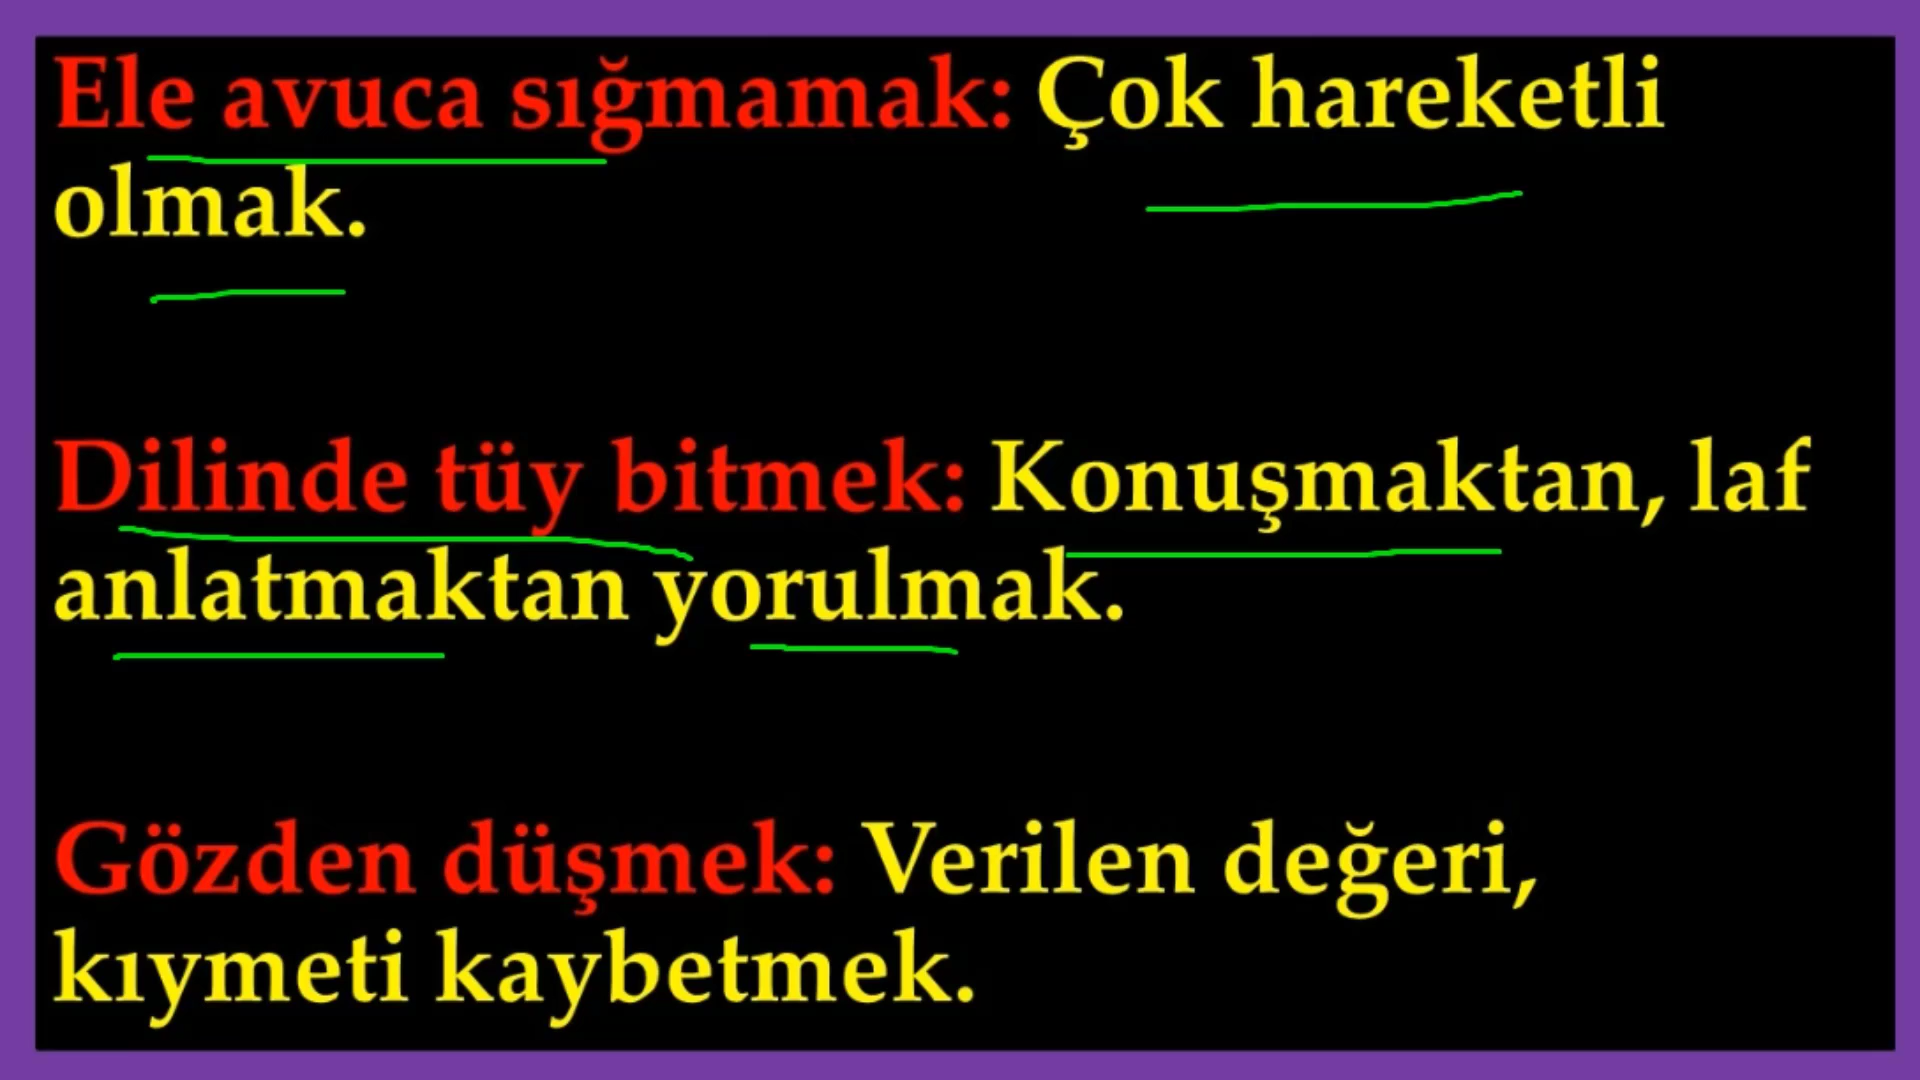 Ele avuca sığmamak: Çok hareketli
olmak.
Dilinde tüy bitmek: Konuşmaktan, laf
anlatmaktan yorulmak.
Gözden düşmek: Verilen değeri,
kıymeti kaybetmek.